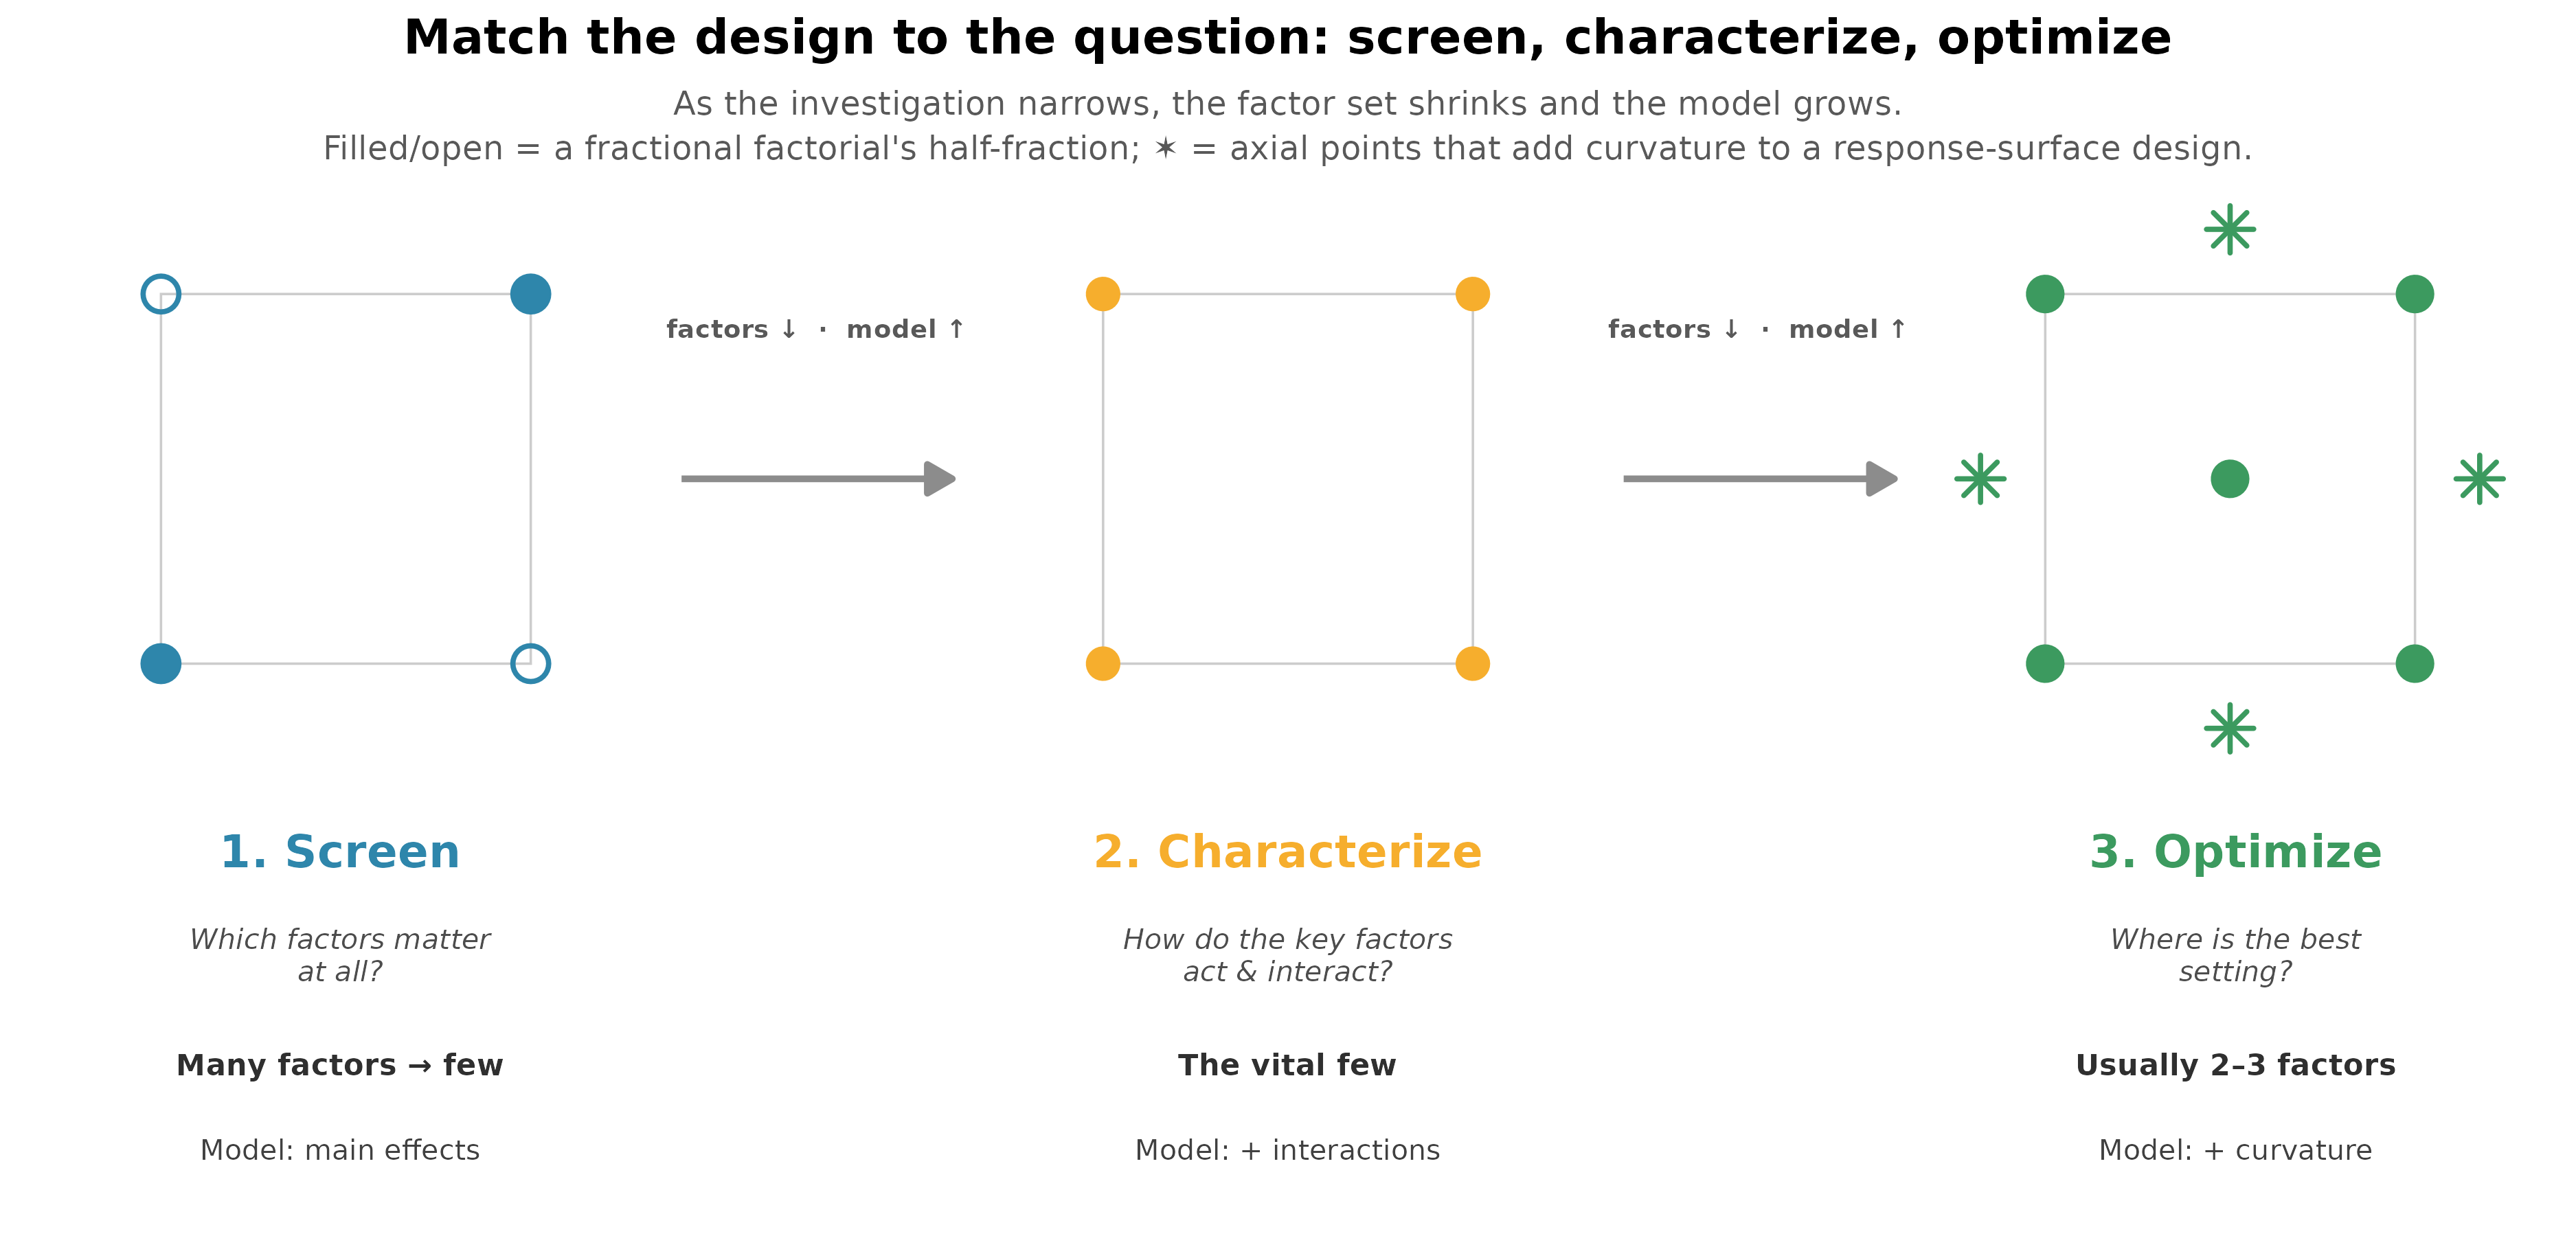 Match the design to the question: screen, characterize, optimize
As the investigation narrows, the factor set shrinks and the model grows.
Filled/open = a fractional factorial's half-fraction; ✶ = axial points that add curvature to a response-surface design.
factors ↓ · model ↑
factors ↓ · model ↑
1. Screen
Which factors matter
at all?
Many factors → few
Model: main effects
2. Characterize
How do the key factors
act & interact?
The vital few
Model: + interactions
3. Optimize
Where is the best
setting?
Usually 2–3 factors
Model: + curvature